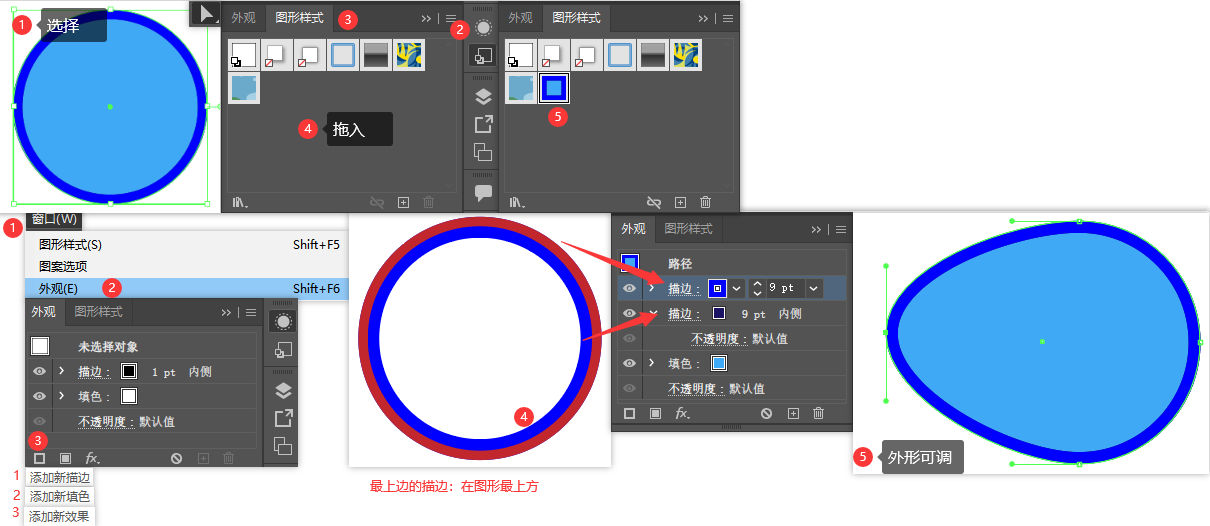 1 选择
外观 图形样式 3
4 拖入
2
外观 图形样式
5
1 窗口(W)
图形样式(S) Shift+F5
图案选项
外观(E) 2 Shift+F6
外观 图形样式
未选择对象
描边： 1 pt 内侧
填色：
不透明度：默认值
3
fx.
1 添加新描边
2 添加新填色
3 添加新效果
4
最上边的描边：在图形最上方
外观 图形样式
路径
描边： 9 pt
描边： 9 pt 内侧
不透明度：默认值
填色：
不透明度：默认值
fx.
5 外形可调